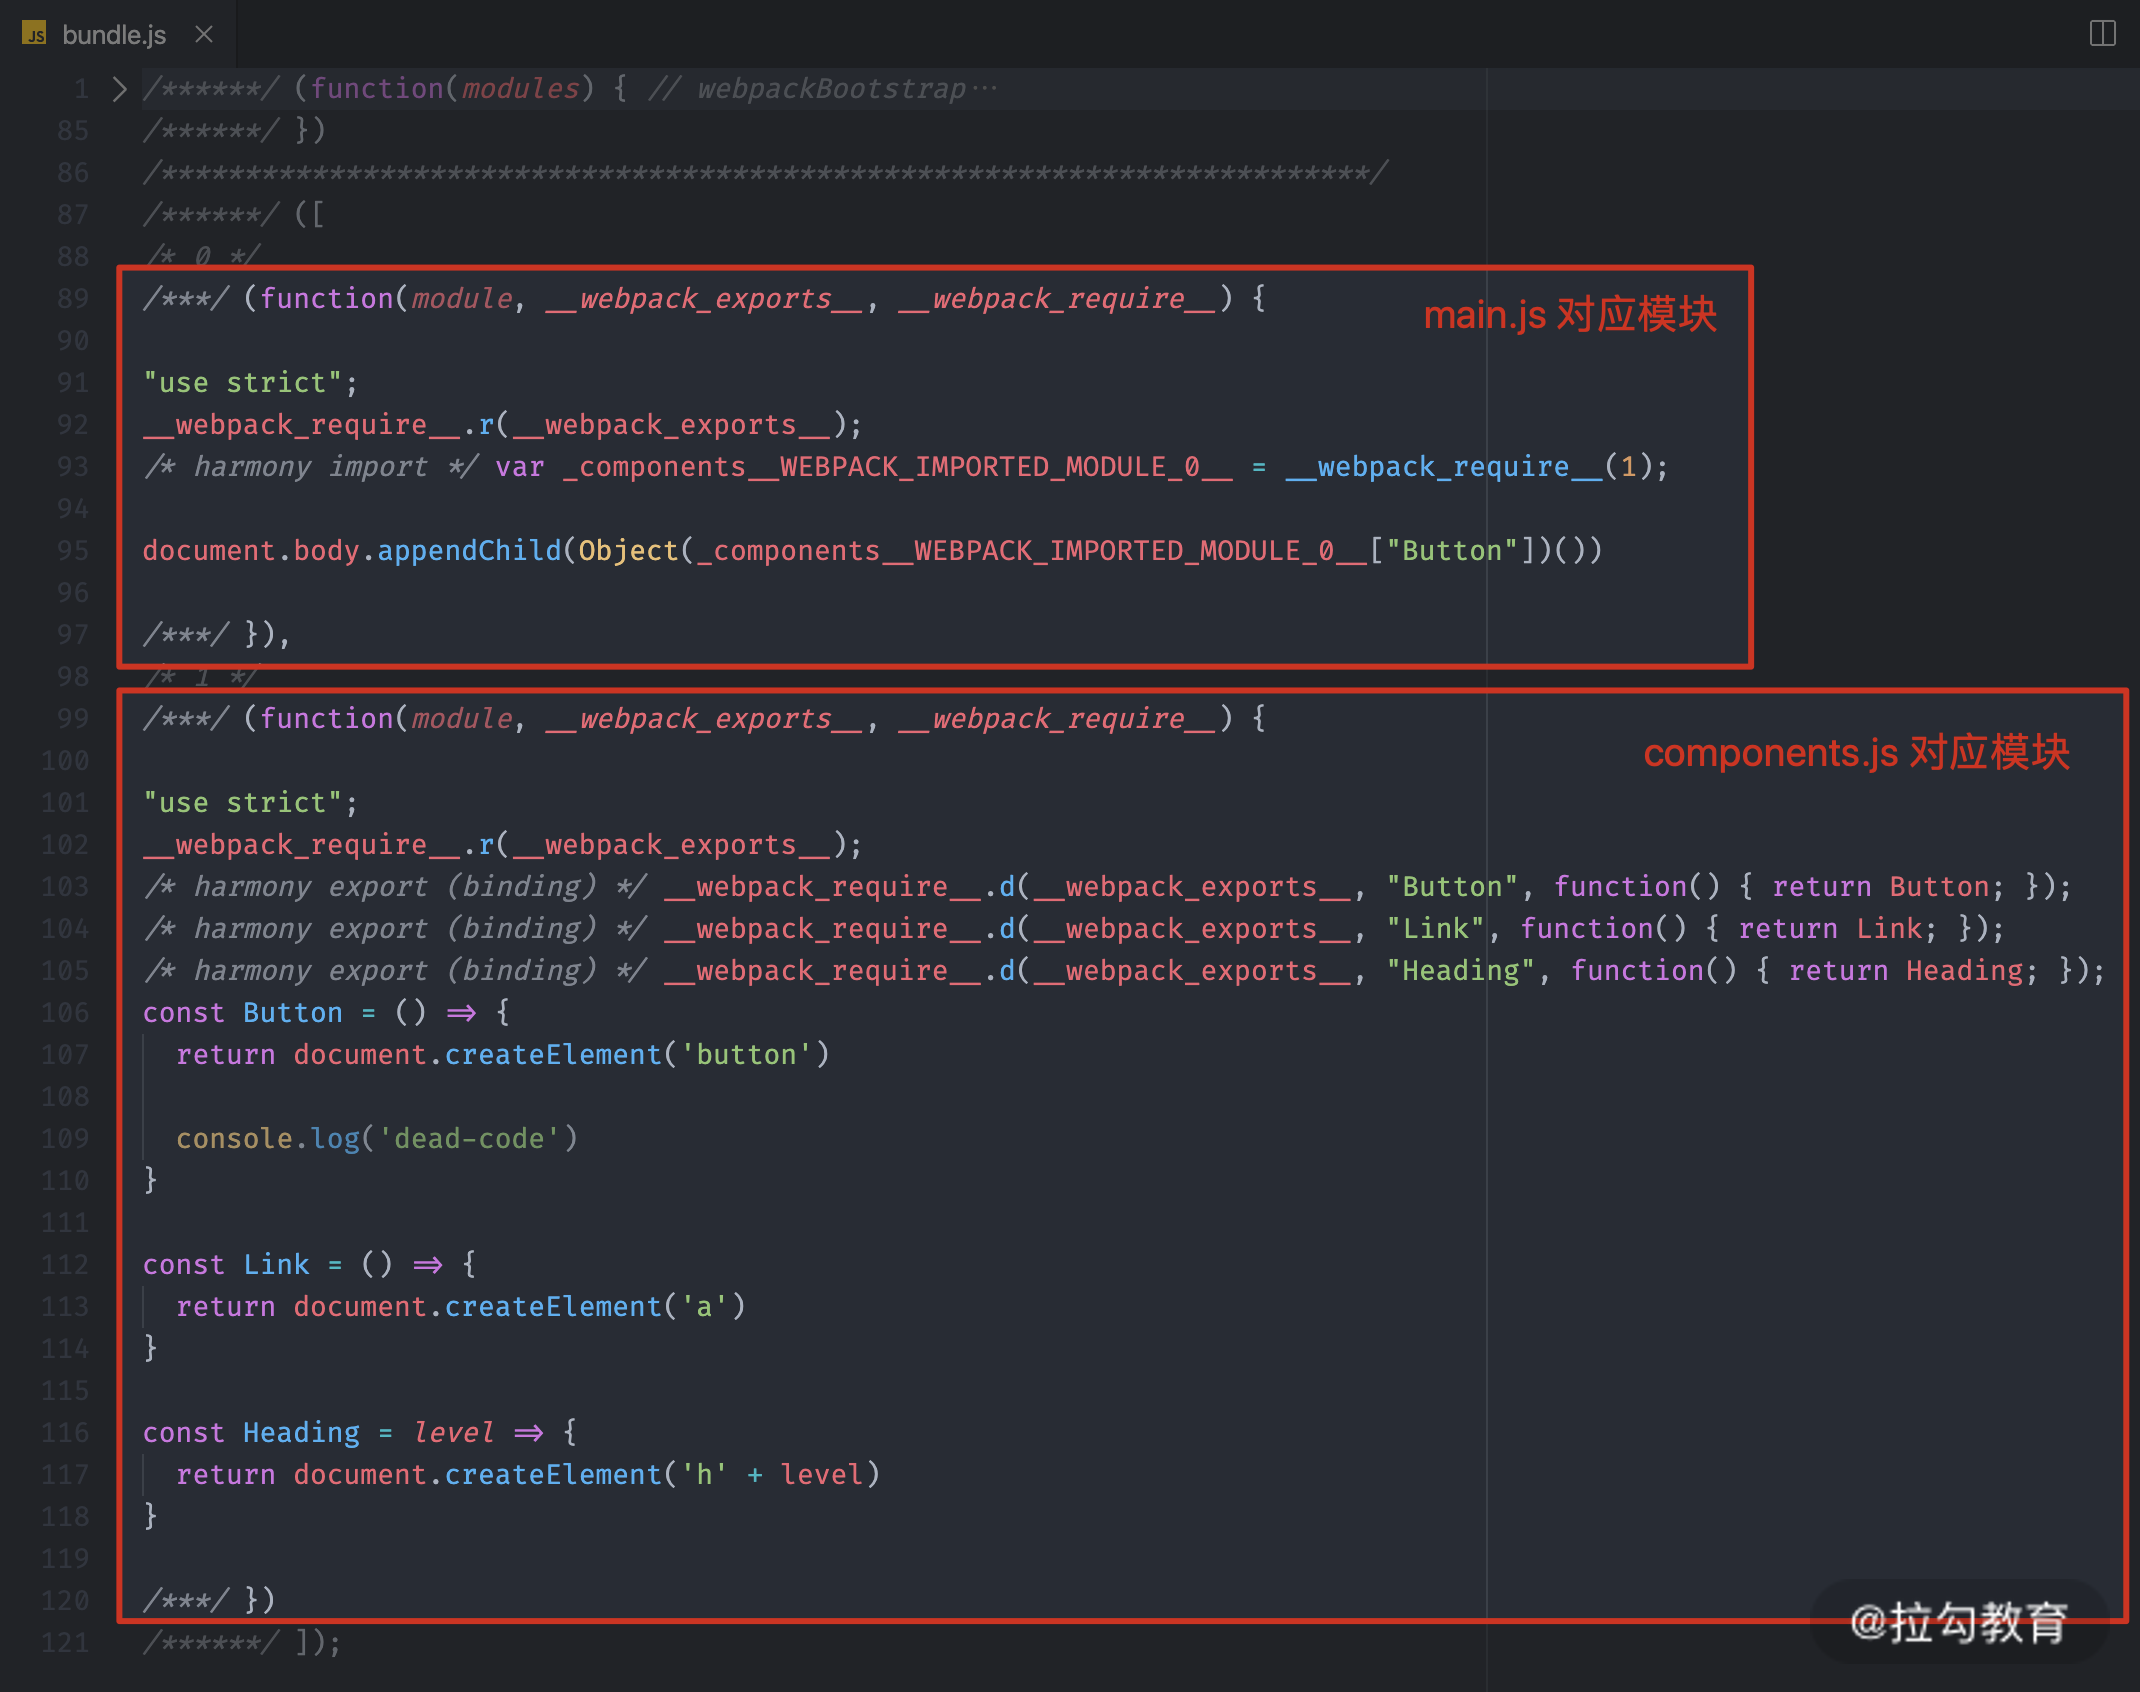 JS bundle.js
1 /******/ (function(modules) { // webpackBootstrap···
85 /******/ })
86 /************************************************************************/
87 /******/ ([
88 /* 0 */
89 /***/ (function(module, __webpack_exports__, __webpack_require__) {
main.js 对应模块
90
91 "use strict";
92 __webpack_require__.r(__webpack_exports__);
93 /* harmony import */ var _components__WEBPACK_IMPORTED_MODULE_0__ = __webpack_require__(1);
94
95 document.body.appendChild(Object(_components__WEBPACK_IMPORTED_MODULE_0__["Button"])())
96
97 /***/ }),
98 /* 1 */
99 /***/ (function(module, __webpack_exports__, __webpack_require__) {
components.js 对应模块
100
101 "use strict";
102 __webpack_require__.r(__webpack_exports__);
103 /* harmony export (binding) */ __webpack_require__.d(__webpack_exports__, "Button", function() { return Button; });
104 /* harmony export (binding) */ __webpack_require__.d(__webpack_exports__, "Link", function() { return Link; });
105 /* harmony export (binding) */ __webpack_require__.d(__webpack_exports__, "Heading", function() { return Heading; });
106 const Button = () => {
107 return document.createElement('button')
108
109 console.log('dead-code')
110 }
111
112 const Link = () => {
113 return document.createElement('a')
114 }
115
116 const Heading = level => {
117 return document.createElement('h' + level)
118 }
119
120 /***/ })
121 /******/ ]);
@拉勾教育